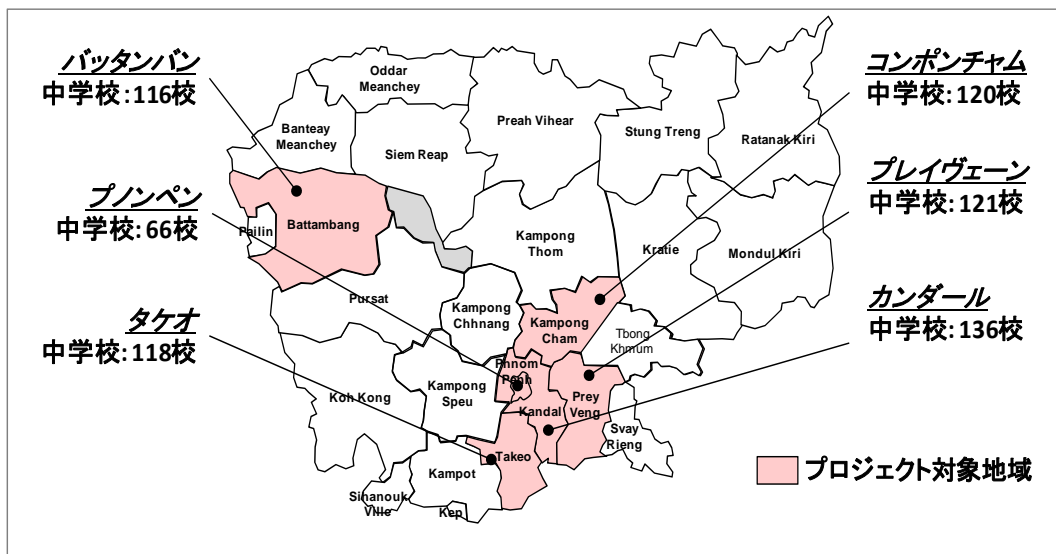 バッタンバン
中学校：116校
プノンペン
中学校：66校
タケオ
中学校：118校
コンポンチャム
中学校：120校
プレイヴェーン
中学校：121校
カンダール
中学校：136校
Oddar
Meanchey
Banteay
Meanchey
Siem Reap
Preah Vihear
Stung Treng
Ratanak Kiri
Battambang
Pailin
Kampong
Thom
Kratie
Mondul Kiri
Pursat
Kampong
Chhnang
Kampong
Cham
Tbong
Khmum
Phnom
Penh
Kampong
Speu
Kandal
Prey
Veng
Svay
Rieng
Koh Kong
Takeo
Kampot
Sihanouk
Ville
Kep
プロジェクト対象地域